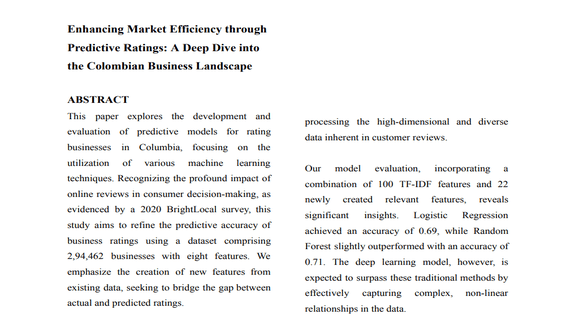 Enhancing Market Efficiency through
Predictive Ratings: A Deep Dive into
the Colombian Business Landscape
ABSTRACT
This paper explores the development and
evaluation of predictive models for rating
businesses in Columbia, focusing on the
utilization of various machine learning
techniques. Recognizing the profound impact of
online reviews in consumer decision-making, as
evidenced by a 2020 BrightLocal survey, this
study aims to refine the predictive accuracy of
business ratings using a dataset comprising
2,94,462 businesses with eight features. We
emphasize the creation of new features from
existing data, seeking to bridge the gap between
actual and predicted ratings.
processing the high-dimensional and diverse
data inherent in customer reviews.
Our model evaluation, incorporating a
combination of 100 TF-IDF features and 22
newly created relevant features, reveals
significant insights. Logistic Regression
achieved an accuracy of 0.69, while Random
Forest slightly outperformed with an accuracy of
0.71. The deep learning model, however, is
expected to surpass these traditional methods by
effectively capturing complex, non-linear
relationships in the data.